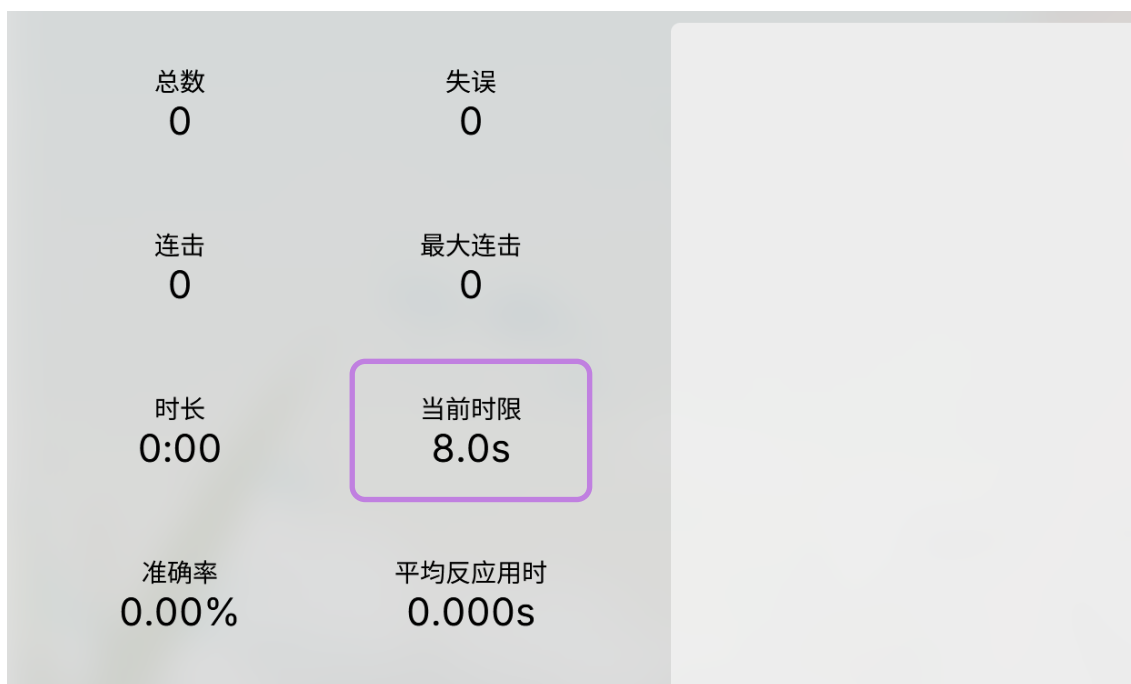 总数
0
失误
0
连击
0
最大连击
0
时长
0:00
当前时限
8.0s
准确率
0.00%
平均反应用时
0.000s